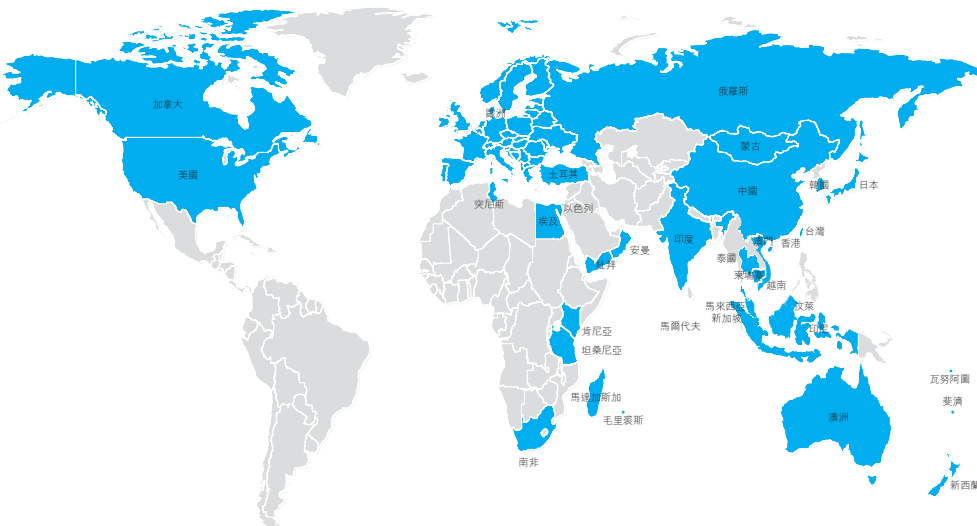 加拿大
俄羅斯
歐洲
蒙古
美國
土耳其
中國
韓國
日本
突尼斯
以色列
埃及
台灣
印度
澳門
香港
安曼
泰國
杜拜
柬埔寨
越南
馬來西亞
汶萊
新加坡
馬爾代夫
印尼
肯尼亞
坦桑尼亞
瓦努阿圖
馬達加斯加
斐濟
毛里裘斯
澳洲
南非
新西蘭